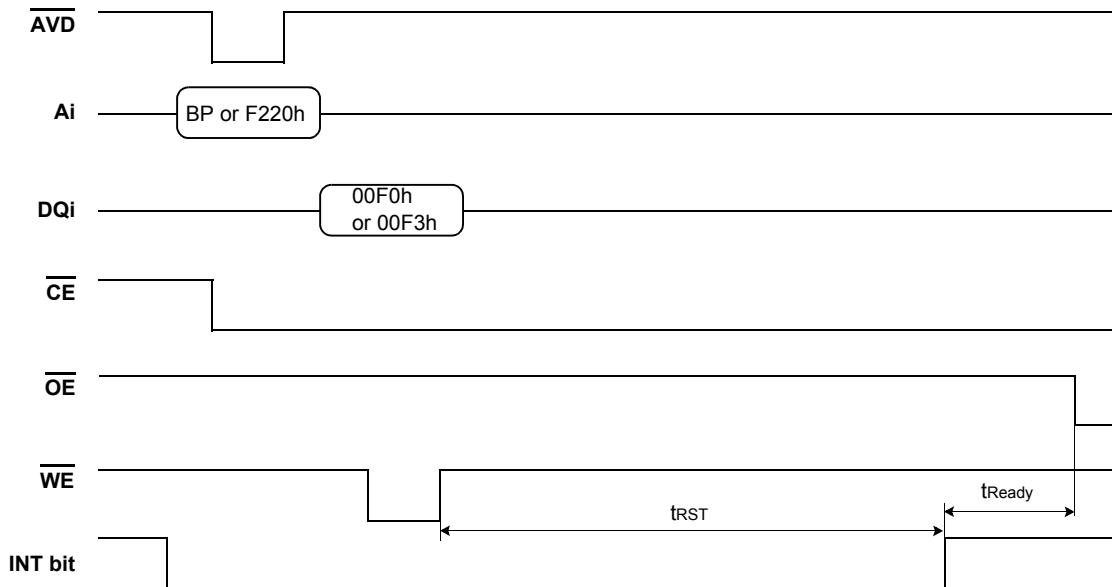 AVD
Ai
BP or F220h
DQi
00F0h
or 00F3h
CE
OE
WE
tRST
tReady
INT bit